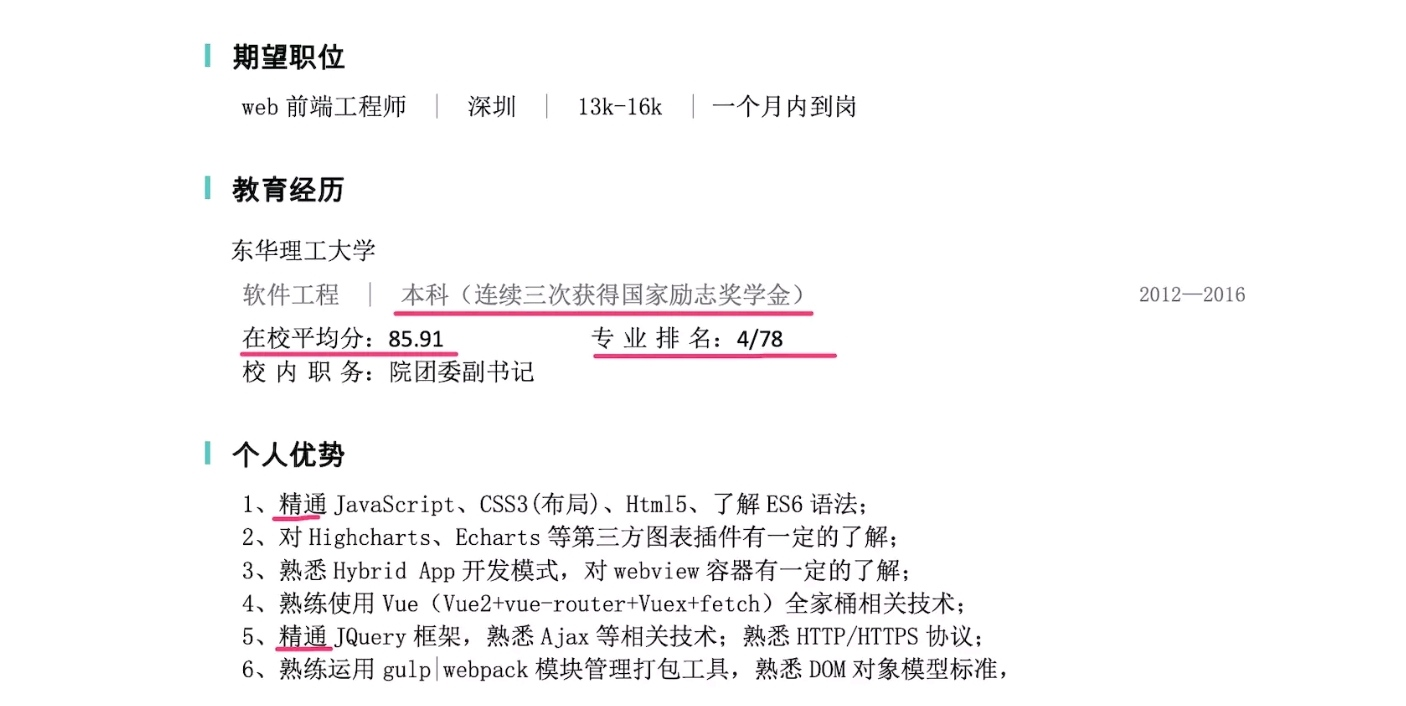 期望职位
web 前端工程师 | 深圳 | 13k-16k | 一个月内到岗
教育经历
东华理工大学
软件工程 | 本科（连续三次获得国家励志奖学金） 2012—2016
在校平均分：85.91 专 业 排 名：4/78
校 内 职 务：院团委副书记
个人优势
1、精通 JavaScript、CSS3(布局)、Html5、了解 ES6 语法；
2、对 Highcharts、Echarts 等第三方图表插件有一定的了解；
3、熟悉 Hybrid App 开发模式，对 webview 容器有一定的了解；
4、熟练使用 Vue（Vue2+vue-router+Vuex+fetch）全家桶相关技术；
5、精通 JQuery 框架，熟悉 Ajax 等相关技术；熟悉 HTTP/HTTPS 协议；
6、熟练运用 gulp|webpack 模块管理打包工具，熟悉 DOM 对象模型标准，